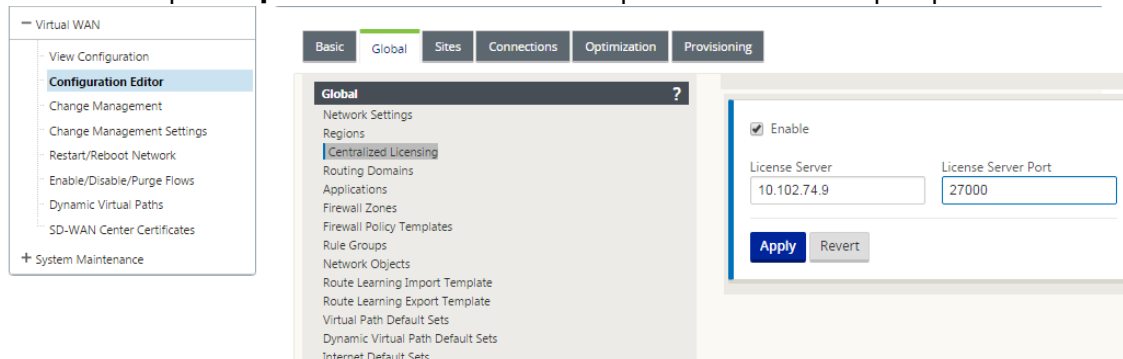 Virtual WAN
View Configuration
Configuration Editor
Change Management
Change Management Settings
Restart/Reboot Network
Enable/Disable/Purge Flows
Dynamic Virtual Paths
SD-WAN Center Certificates
System Maintenance
Basic Global Sites Connections Optimization Provisioning
Global ?
Network Settings
Regions
Centralized Licensing
Routing Domains
Applications
Firewall Zones
Firewall Policy Templates
Rule Groups
Network Objects
Route Learning Import Template
Route Learning Export Template
Virtual Path Default Sets
Dynamic Virtual Path Default Sets
Internet Default Sets
Enable
License Server License Server Port
10.102.74.9 27000
Apply Revert